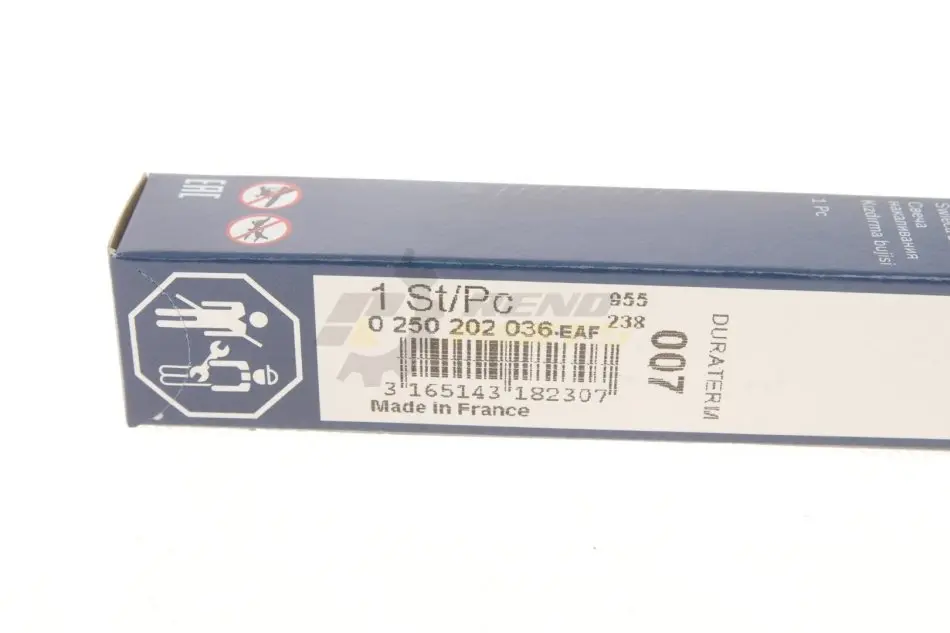 EAC
1 Pc
Свеча
накаливания
Kızdırma bujisi
1 St/Pc
955
0 250 202 036-EAF
238
007
DURATERM
3 165143 182307
Made in France